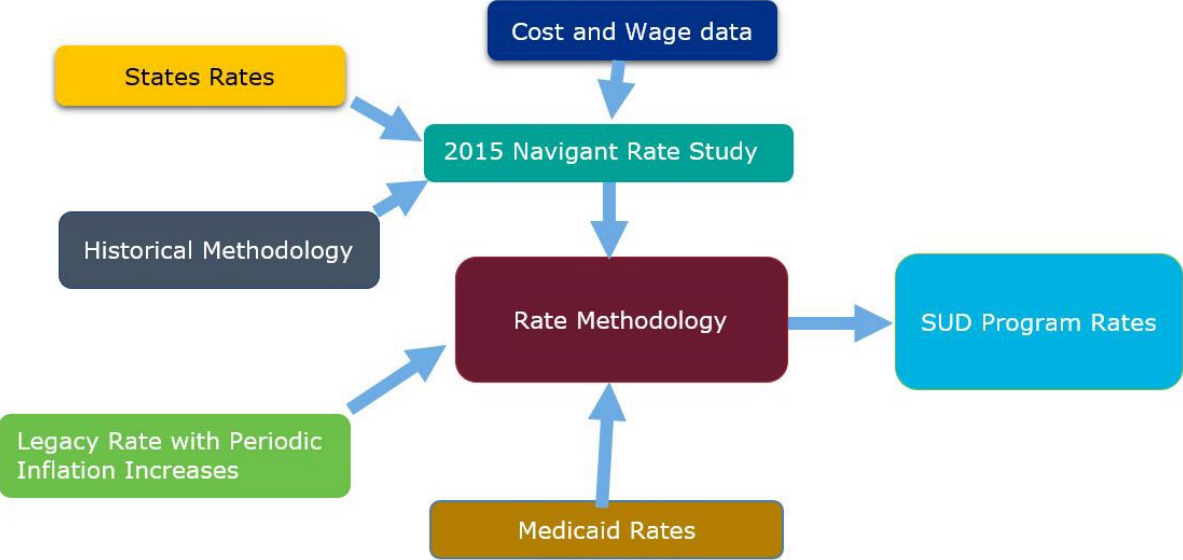 Cost and Wage data
States Rates
2015 Navigant Rate Study
Historical Methodology
Rate Methodology
SUD Program Rates
Legacy Rate with Periodic
Inflation Increases
Medicaid Rates